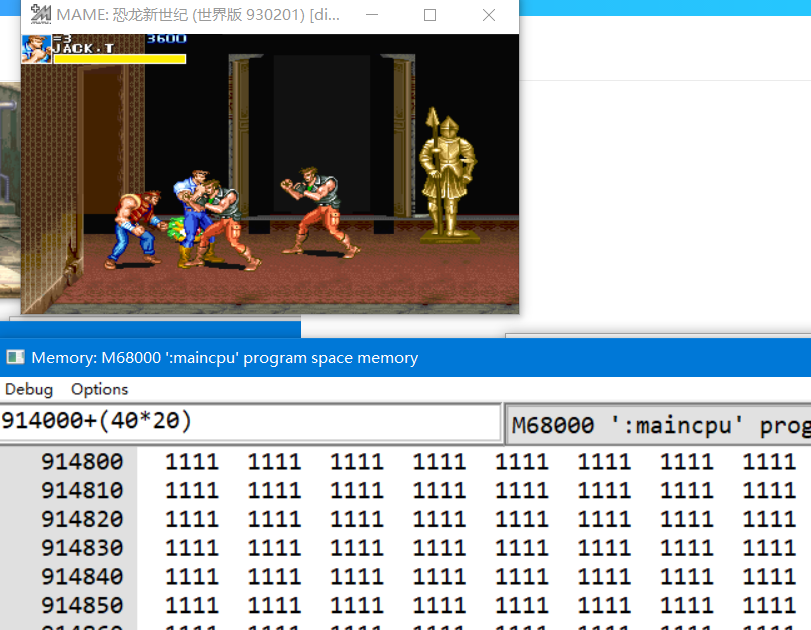 MAME: 恐龙新世纪 (世界版 930201) [di...
=3
3600
JACK.T
Memory: M68000 ':maincpu' program space memory
Debug Options
914000+(40*20)
M68000 ':maincpu' prog
914800 1111 1111 1111 1111 1111 1111 1111 1111
914810 1111 1111 1111 1111 1111 1111 1111 1111
914820 1111 1111 1111 1111 1111 1111 1111 1111
914830 1111 1111 1111 1111 1111 1111 1111 1111
914840 1111 1111 1111 1111 1111 1111 1111 1111
914850 1111 1111 1111 1111 1111 1111 1111 1111